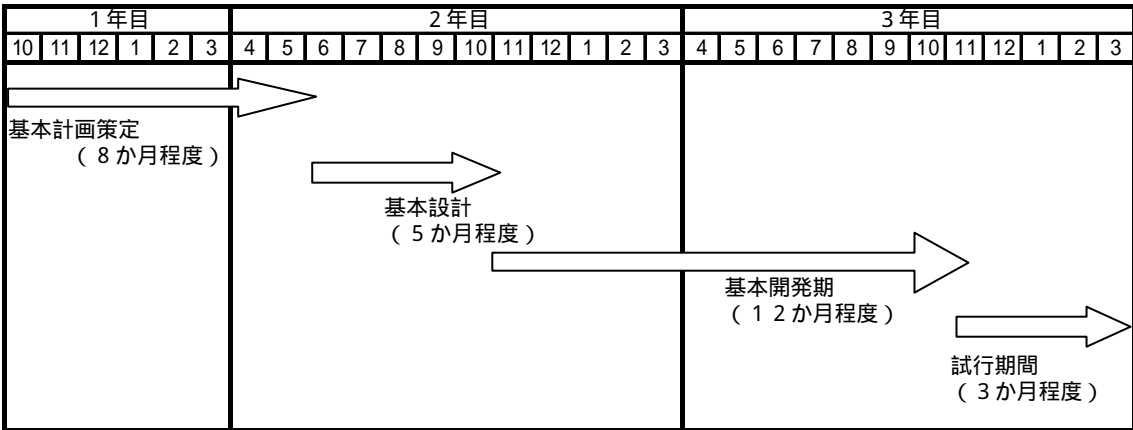 1年目 2年目 3年目
10 11 12 1 2 3 4 5 6 7 8 9 10 11 12 1 2 3 4 5 6 7 8 9 10 11 12 1 2 3
基本計画策定
(8か月程度)
基本設計
(5か月程度)
基本開発期
(12か月程度)
試行期間
(3か月程度)